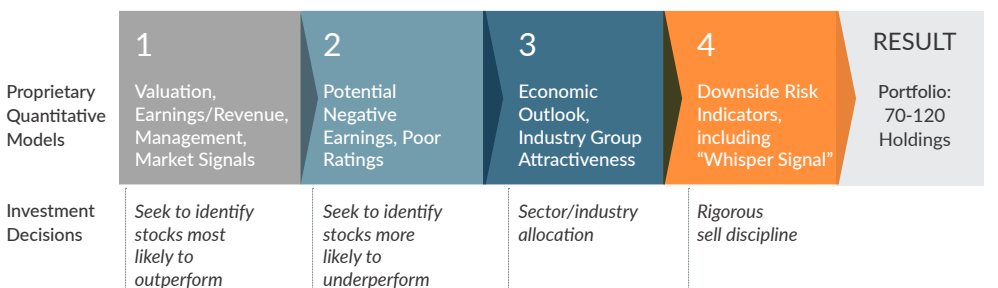 1
2
3
4
RESULT
Proprietary
Quantitative
Models
Valuation,
Earnings/Revenue,
Management,
Market Signals
Potential
Negative
Earnings, Poor
Ratings
Economic
Outlook,
Industry Group
Attractiveness
Downside Risk
Indicators,
including
“Whisper Signal”
Portfolio:
70-120
Holdings
Investment
Decisions
Seek to identify
stocks most
likely to
outperform
Seek to identify
stocks more
likely to
underperform
Sector/industry
allocation
Rigorous
sell discipline